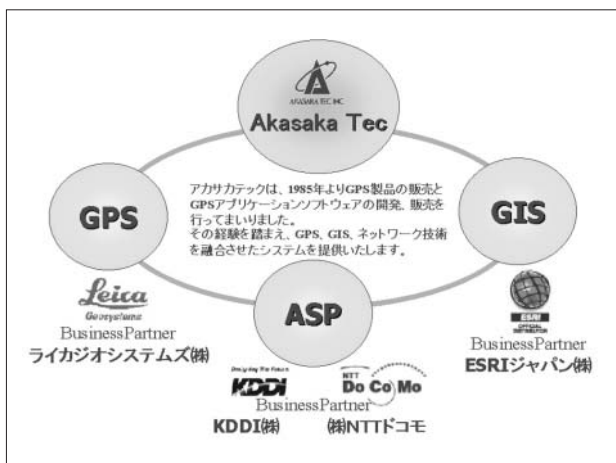 AKASAKA TEC INC
Akasaka Tec
アカサカテックは、1985年よりGPS製品の販売と
GPSアプリケーションソフトウェアの開発、販売を
行ってまいりました。
その経験を踏まえ、GPS、GIS、ネットワーク技術
を融合させたシステムを提供いたします。
GPS
GIS
ASP
Leica
Geosystems
BusinessPartner
ライカジオシステムズ㈱
ESRI
OFFICIAL
DISTRIBUTOR
BusinessPartner
ESRIジャパン㈱
Designing The Future
KDDI
NTT
DoCoMo
BusinessPartner
KDDI㈱
㈱NTTドコモ